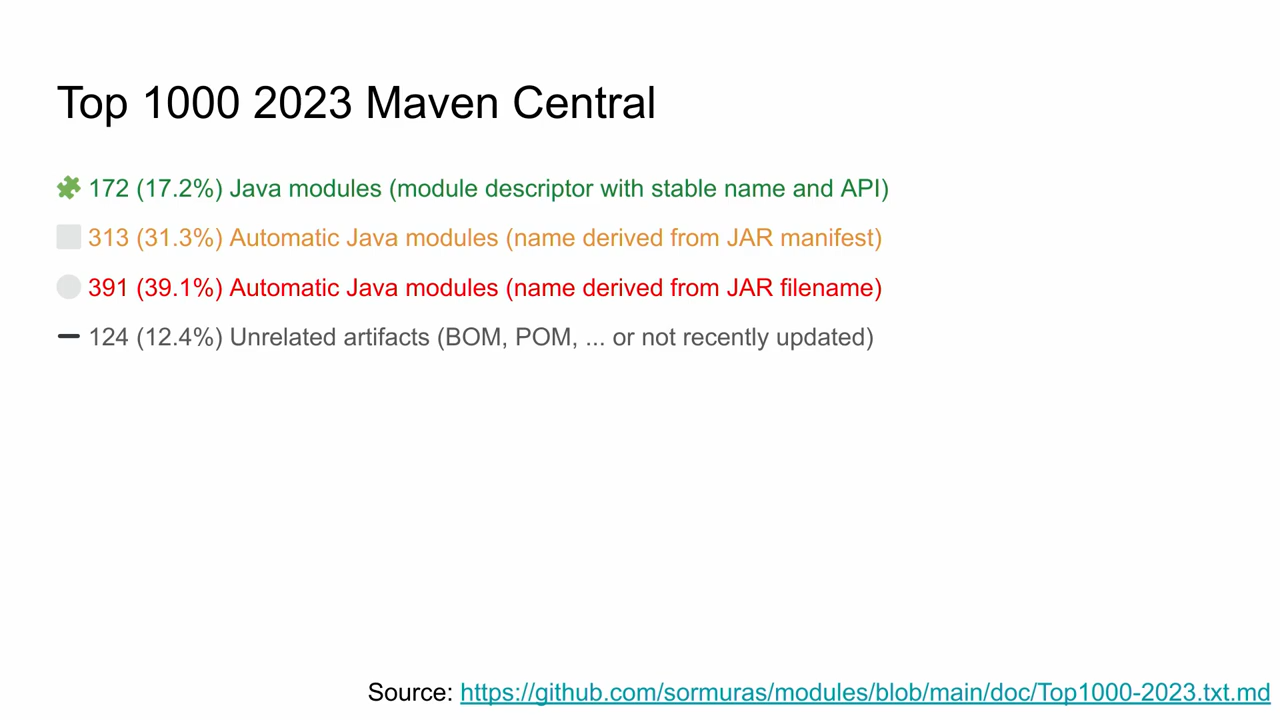 Top 1000 2023 Maven Central
🧩 172 (17.2%) Java modules (module descriptor with stable name and API)
⬜ 313 (31.3%) Automatic Java modules (name derived from JAR manifest)
⚪ 391 (39.1%) Automatic Java modules (name derived from JAR filename)
➖ 124 (12.4%) Unrelated artifacts (BOM, POM, ... or not recently updated)
Source: https://github.com/sormuras/modules/blob/main/doc/Top1000-2023.txt.md